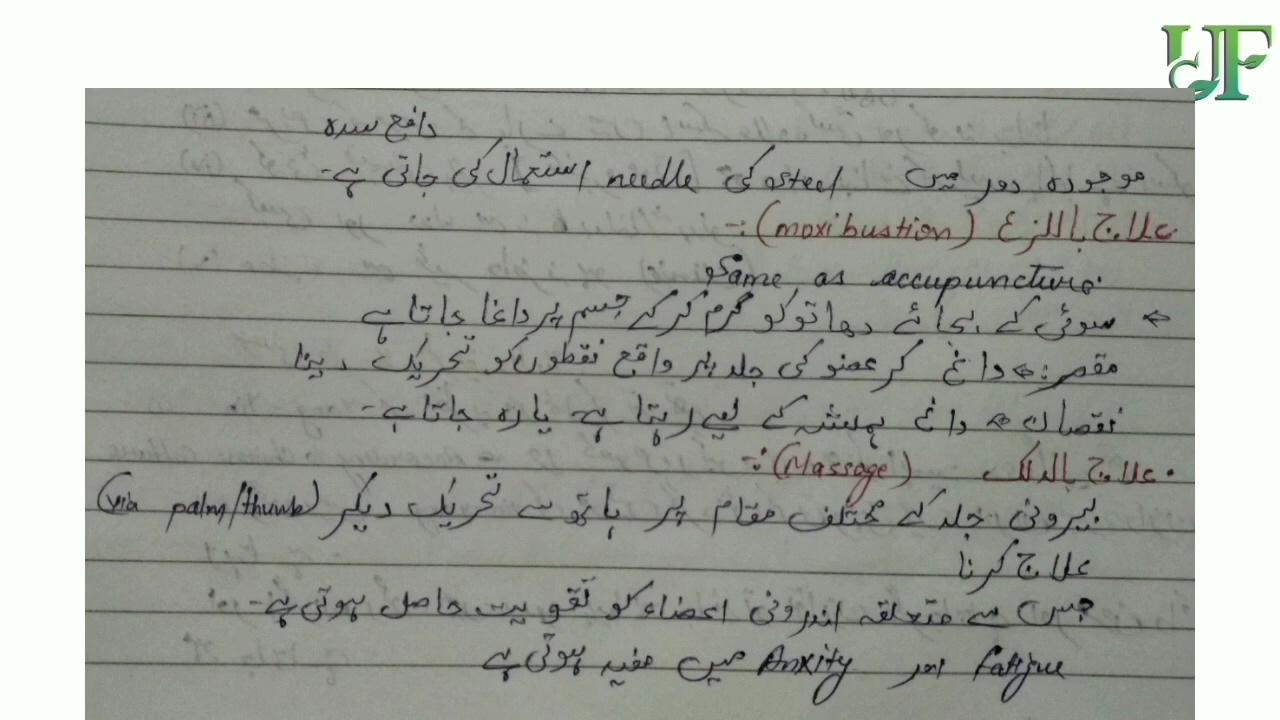 UF
دافع سدہ
موجودہ دور میں steel کی needle استعمال کی جاتی ہے۔
علاج باللزع (moxibustion) :-
Same as accupuncture.
← سوئی کے بجائے دھاتو کو گرم کر کے جسم پر داغا جاتا ہے
مقصد :← داغ کر عضو کی جلد پر واقع نقطوں کو تحریک دینا
نقصان ← داغ ہمیشہ کے لیے رہتا ہے یا رہ جاتا ہے۔
علاج بالدلک (Massage) :-
بیرونی جلد کے مختلف مقام پر ہاتھو سے تحریک دیکر (via palm/thumb)
علاج کرنا
جس سے متعلقہ اندرونی اعضاء کو تقویت حاصل ہوتی ہے۔
fatigue اور Anxity میں مفید ہوتی ہے